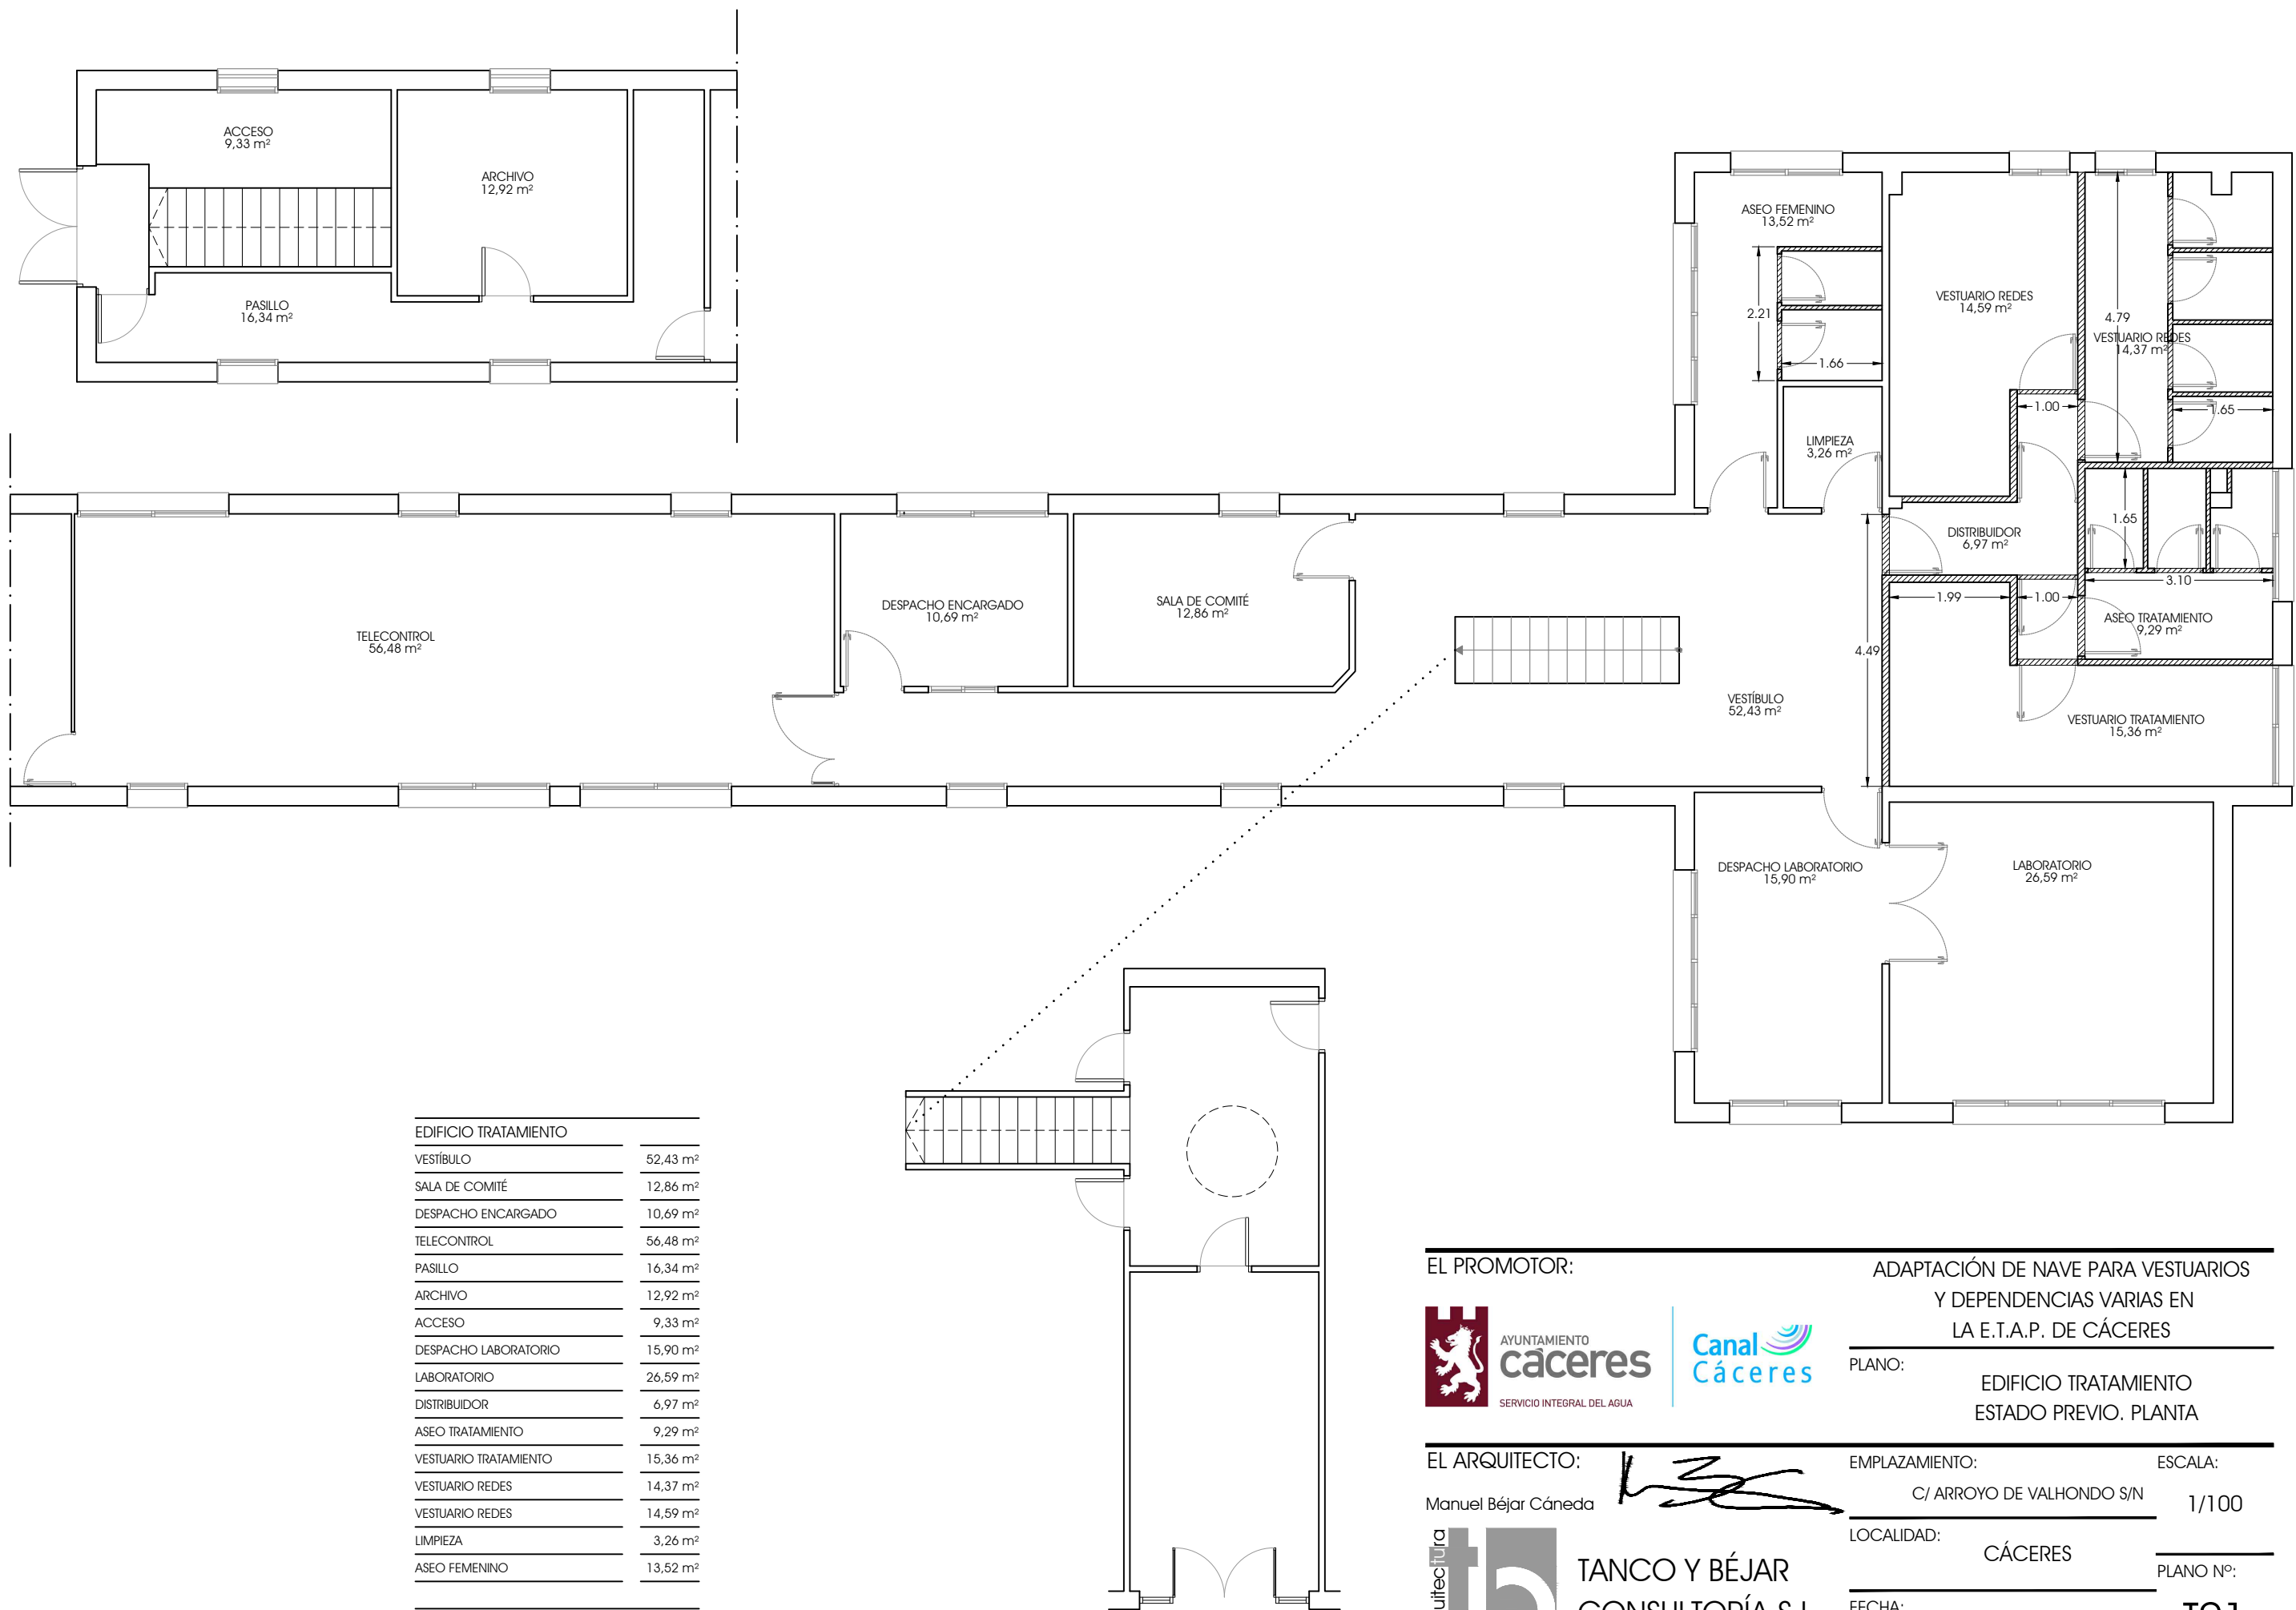 ACCESO
9,33 m²
ARCHIVO
12,92 m²
PASILLO
16,34 m²
ASEO FEMENINO
13,52 m²
2.21
1.66
VESTUARIO REDES
14,59 m²
4.79
VESTUARIO REDES
14,37 m²
1.00
1.65
LIMPIEZA
3,26 m²
DISTRIBUIDOR
6,97 m²
1.65
3.10
1.99
1.00
ASEO TRATAMIENTO
9,29 m²
4.49
TELECONTROL
56,48 m²
DESPACHO ENCARGADO
10,69 m²
SALA DE COMITÉ
12,86 m²
VESTÍBULO
52,43 m²
VESTUARIO TRATAMIENTO
15,36 m²
DESPACHO LABORATORIO
15,90 m²
LABORATORIO
26,59 m²
EDIFICIO TRATAMIENTO
VESTÍBULO 52,43 m²
SALA DE COMITÉ 12,86 m²
DESPACHO ENCARGADO 10,69 m²
TELECONTROL 56,48 m²
PASILLO 16,34 m²
ARCHIVO 12,92 m²
ACCESO 9,33 m²
DESPACHO LABORATORIO 15,90 m²
LABORATORIO 26,59 m²
DISTRIBUIDOR 6,97 m²
ASEO TRATAMIENTO 9,29 m²
VESTUARIO TRATAMIENTO 15,36 m²
VESTUARIO REDES 14,37 m²
VESTUARIO REDES 14,59 m²
LIMPIEZA 3,26 m²
ASEO FEMENINO 13,52 m²
EL PROMOTOR:
AYUNTAMIENTO
cáceres
SERVICIO INTEGRAL DEL AGUA
Canal
Cáceres
ADAPTACIÓN DE NAVE PARA VESTUARIOS
Y DEPENDENCIAS VARIAS EN
LA E.T.A.P. DE CÁCERES
PLANO:
EDIFICIO TRATAMIENTO
ESTADO PREVIO. PLANTA
EL ARQUITECTO:
Manuel Béjar Cáneda
TANCO Y BÉJAR
CONSULTORÍA S.L.
EMPLAZAMIENTO:
C/ ARROYO DE VALHONDO S/N
ESCALA:
1/100
LOCALIDAD:
CÁCERES
PLANO Nº:
FECHA: